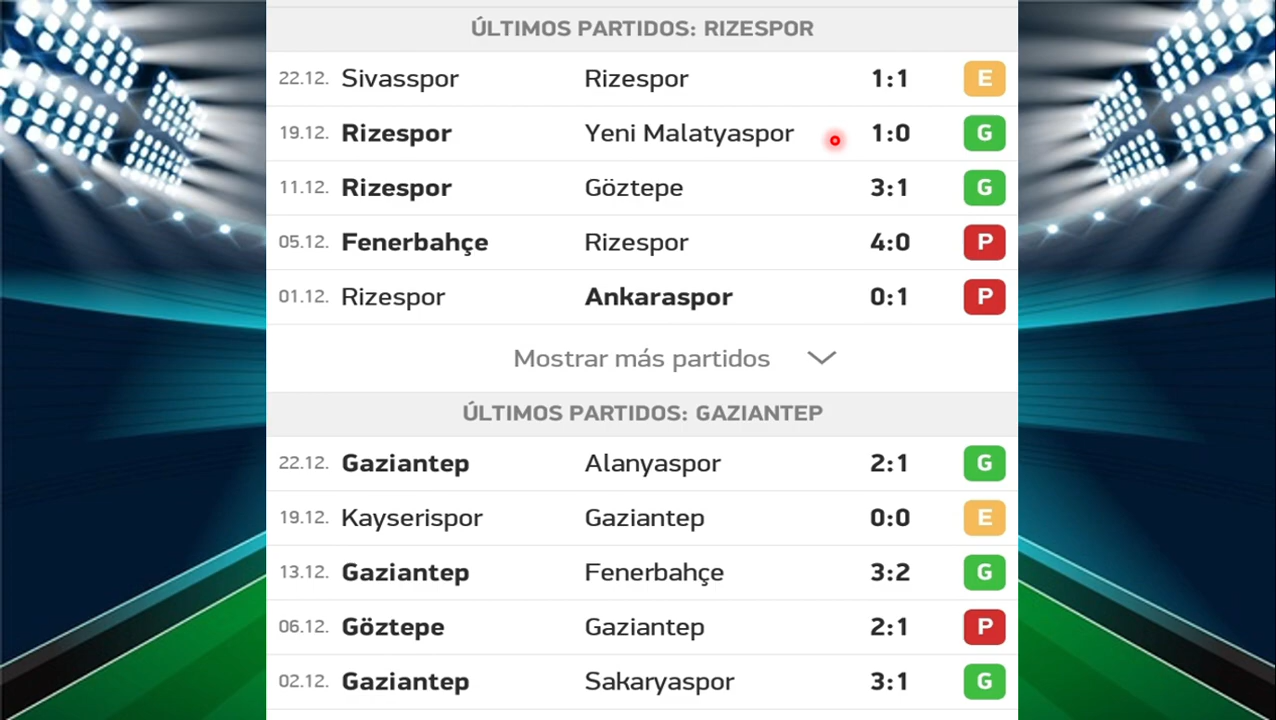 ÚLTIMOS PARTIDOS: RIZESPOR
22.12. Sivasspor Rizespor 1:1 E
19.12. Rizespor Yeni Malatyaspor 1:0 G
11.12. Rizespor Göztepe 3:1 G
05.12. Fenerbahçe Rizespor 4:0 P
01.12. Rizespor Ankaraspor 0:1 P
Mostrar más partidos
ÚLTIMOS PARTIDOS: GAZIANTEP
22.12. Gaziantep Alanyaspor 2:1 G
19.12. Kayserispor Gaziantep 0:0 E
13.12. Gaziantep Fenerbahçe 3:2 G
06.12. Göztepe Gaziantep 2:1 P
02.12. Gaziantep Sakaryaspor 3:1 G